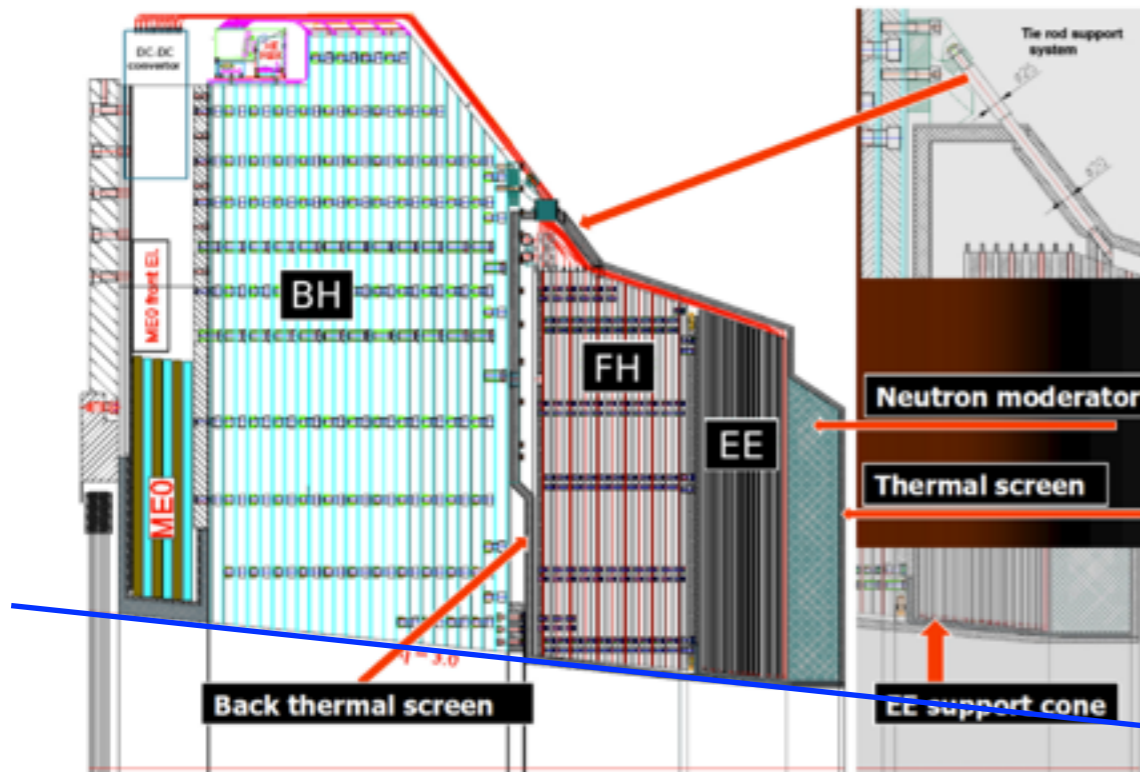 DC-DC
convertor
Tie rod support
system
ME0 front EL
BH
FH
EE
ME0
Neutron moderator
Thermal screen
Back thermal screen
EE support cone